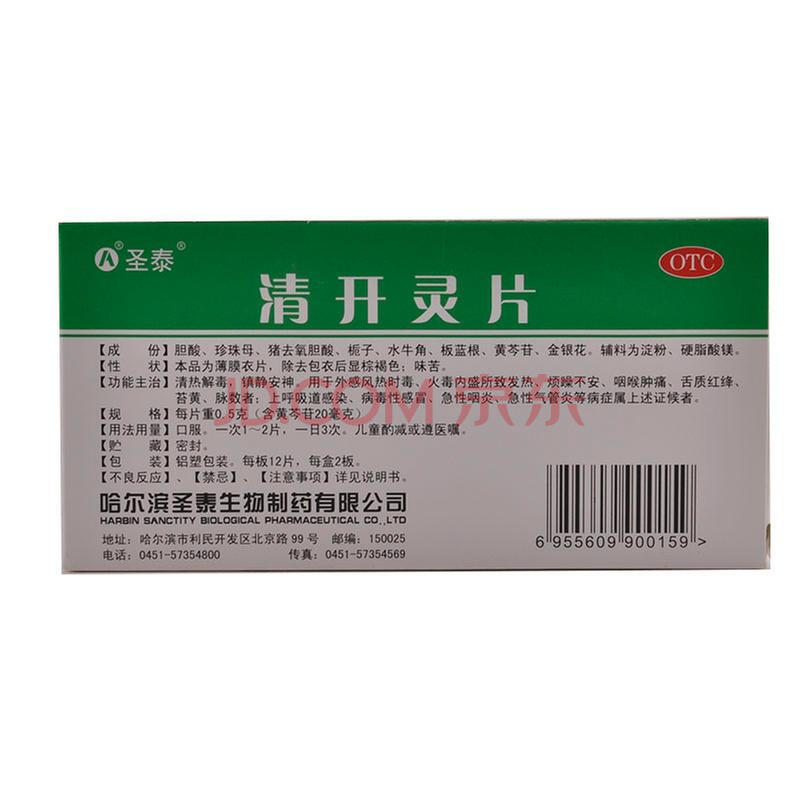 圣泰®
OTC
清开灵片
【成 份】胆酸、珍珠母、猪去氧胆酸、栀子、水牛角、板蓝根、黄芩苷、金银花。辅料为淀粉、硬脂酸镁。
【性 状】本品为薄膜衣片，除去包衣后显棕褐色；味苦。
【功能主治】清热解毒，镇静安神。用于外感风热时毒、火毒内盛所致发热、烦躁不安、咽喉肿痛、舌质红绛、
苔黄、脉数者；上呼吸道感染、病毒性感冒、急性咽炎、急性气管炎等病症属上述证候者。
【规 格】每片重0.5克（含黄芩苷20毫克）
【用法用量】口服。一次1～2片，一日3次。儿童酌减或遵医嘱。
【贮 藏】密封。
【包 装】铝塑包装。每板12片，每盒2板。
【不良反应】、【禁忌】、【注意事项】详见说明书。
JD.COM 京东
哈尔滨圣泰生物制药有限公司
HARBIN SANCTITY BIOLOGICAL PHARMACEUTICAL CO.,LTD
地址：哈尔滨市利民开发区北京路99号 邮编：150025
电话：0451-57354800 传真：0451-57354569
6 955609 900159 >